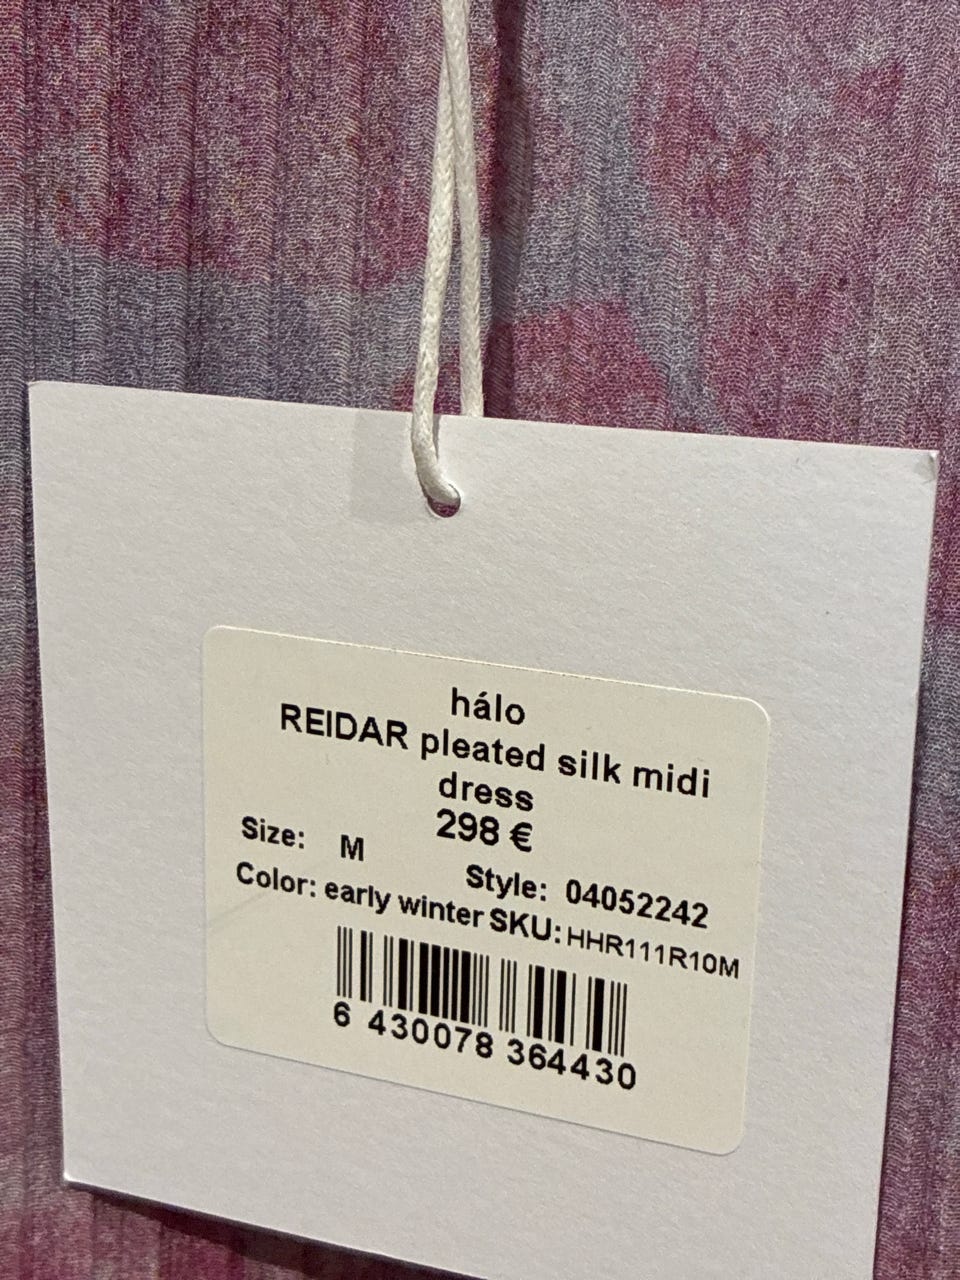 hálo
REIDAR pleated silk midi
dress
298 €
Size: M Style: 04052242
Color: early winter SKU: HHR111R10M
6 430078 364430